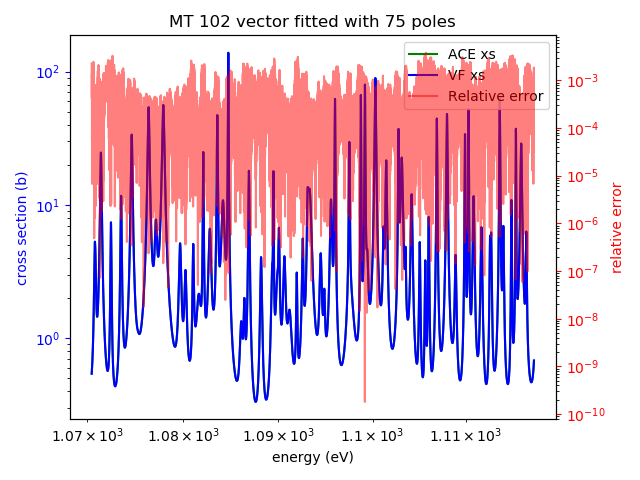 MT 102 vector fitted with 75 poles
ACE xs
VF xs
Relative error
cross section (b)
10²
10¹
10⁰
relative error
10⁻³
10⁻⁴
10⁻⁵
10⁻⁶
10⁻⁷
10⁻⁸
10⁻⁹
10⁻¹⁰
1.07 × 10³ 1.08 × 10³ 1.09 × 10³ 1.1 × 10³ 1.11 × 10³
energy (eV)